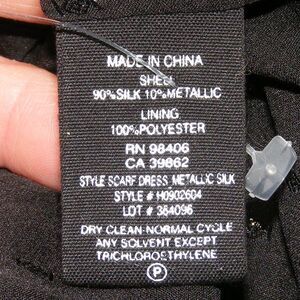 MADE IN CHINA
SHELL
90%SILK 10%METALLIC
LINING
100%POLYESTER
RN 98406
CA 39862
STYLE SCARF DRESS, METALLIC SILK
STYLE # H0902604
LOT # 364096
DRY CLEAN NORMAL CYCLE
ANY SOLVENT EXCEPT
TRICHLOROETHYLENE
P